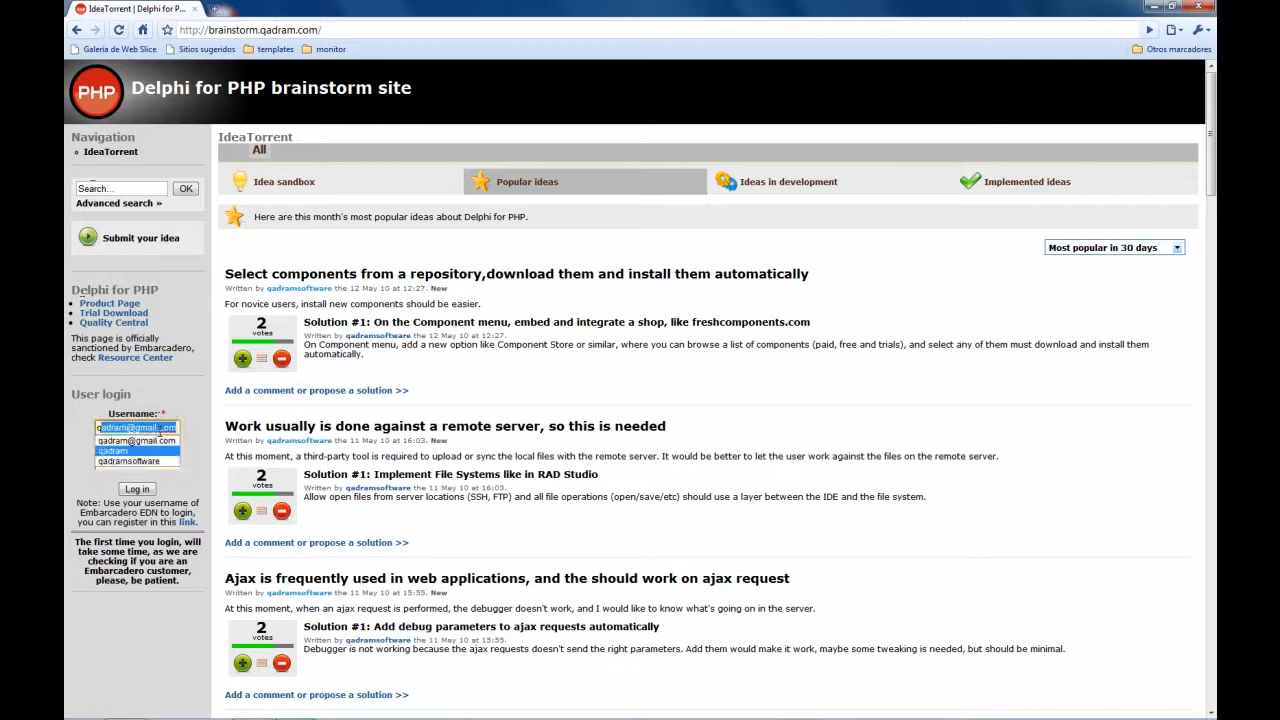 IdeaTorrent | Delphi for P...
http://brainstorm.qadram.com/
Galería de Web Slice
Sitios sugeridos
templates
monitor
Otros marcadores
PHP
Delphi for PHP brainstorm site
Navigation
IdeaTorrent
Search...
OK
Advanced search »
Submit your idea
Delphi for PHP
Product Page
Trial Download
Quality Central
This page is officially
sanctioned by Embarcadero,
check Resource Center
User login
Username: *
qadram@gmail.com
qadram@gmail.com
qadram
qadramsoftware
Log in
Note: Use your username of
Embarcadero EDN to login,
you can register in this link.
The first time you login, will
take some time, as we are
checking if you are an
Embarcadero customer,
please, be patient.
IdeaTorrent
All
Idea sandbox
Popular ideas
Ideas in development
Implemented ideas
Here are this month's most popular ideas about Delphi for PHP.
Most popular in 30 days
Select components from a repository,download them and install them automatically
Written by qadramsoftware the 12 May 10 at 12:27. New
For novice users, install new components should be easier.
2
votes
Solution #1: On the Component menu, embed and integrate a shop, like freshcomponents.com
Written by qadramsoftware the 12 May 10 at 12:27.
On Component menu, add a new option like Component Store or similar, where you can browse a list of components (paid, free and trials), and select any of them must download and install them
automatically.
Add a comment or propose a solution >>
Work usually is done against a remote server, so this is needed
Written by qadramsoftware the 11 May 10 at 16:03. New
At this moment, a third-party tool is required to upload or sync the local files with the remote server. It would be better to let the user work against the files on the remote server.
2
votes
Solution #1: Implement File Systems like in RAD Studio
Written by qadramsoftware the 11 May 10 at 16:03.
Allow open files from server locations (SSH, FTP) and all file operations (open/save/etc) should use a layer between the IDE and the file system.
Add a comment or propose a solution >>
Ajax is frequently used in web applications, and the should work on ajax request
Written by qadramsoftware the 11 May 10 at 15:55. New
At this moment, when an ajax request is performed, the debugger doesn't work, and I would like to know what's going on in the server.
2
votes
Solution #1: Add debug parameters to ajax requests automatically
Written by qadramsoftware the 11 May 10 at 15:55.
Debugger is not working because the ajax requests doesn't send the right parameters. Add them would make it work, maybe some tweaking is needed, but should be minimal.
Add a comment or propose a solution >>